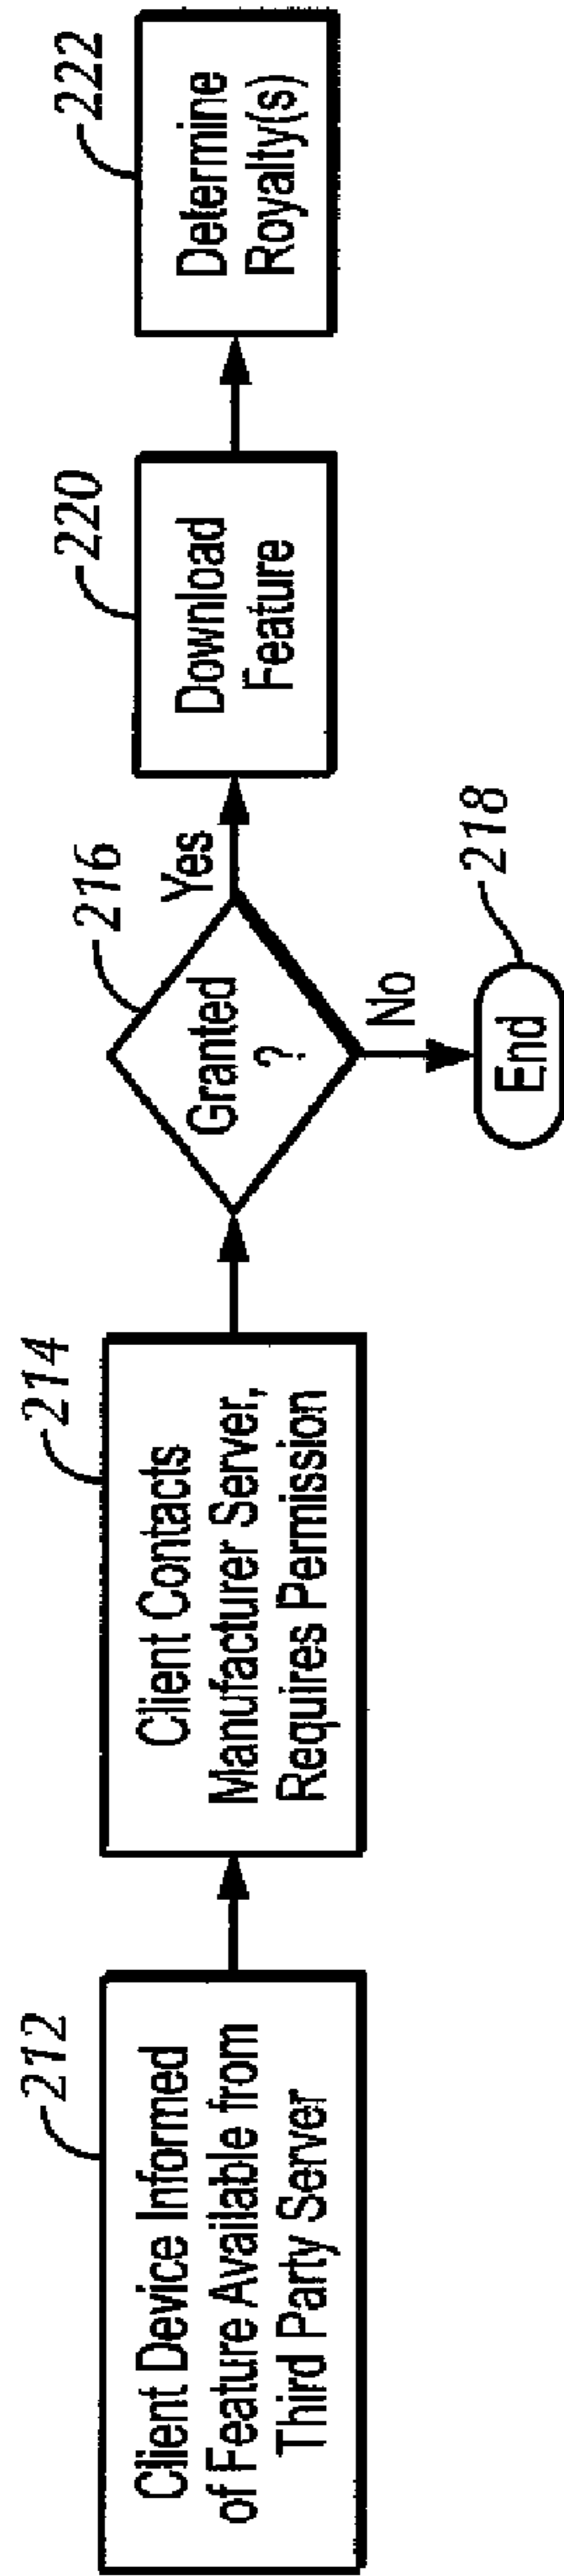 212
Client Device Informed
of Feature Available from
Third Party Server
214
Client Contacts
Manufacturer Server,
Requires Permission
216
Granted
?
Yes
No
218
End
220
Download
Feature
222
Determine
Royalty(s)